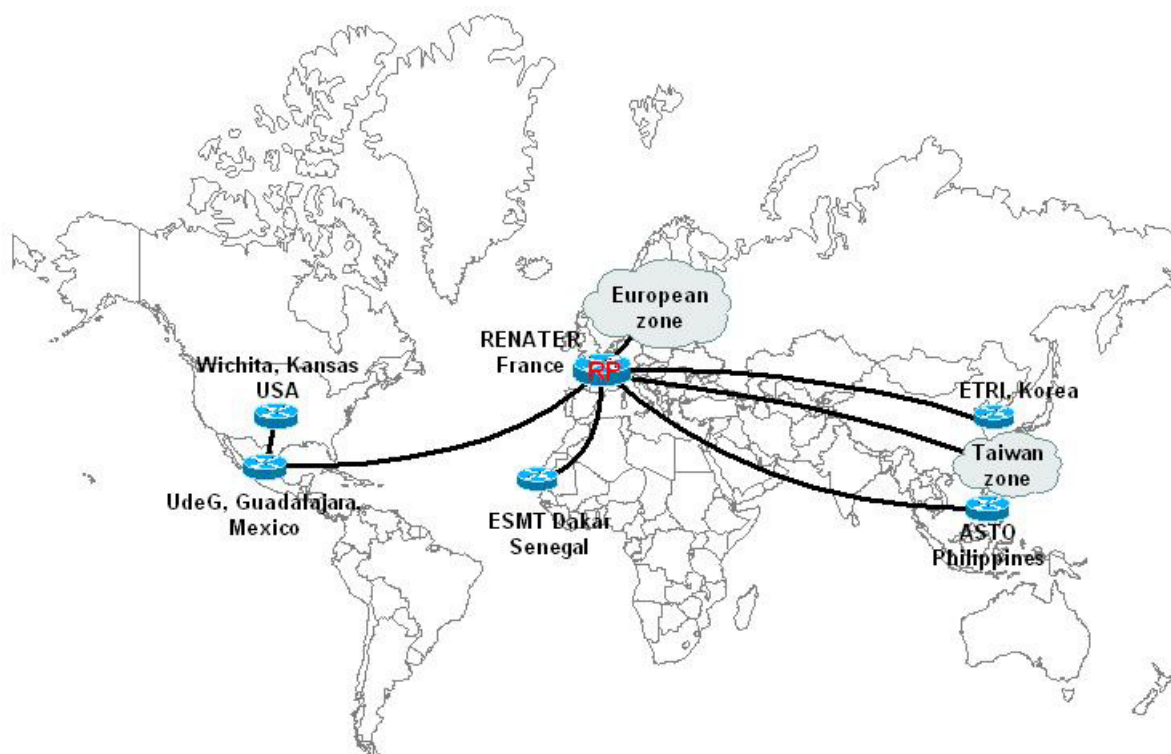 European
zone
RENATER
France
RP
Wichita, Kansas
USA
ETRI, Korea
Taiwan
zone
UdeG, Guadalajara,
Mexico
ESMT Dakar
Senegal
ASTO
Philippines